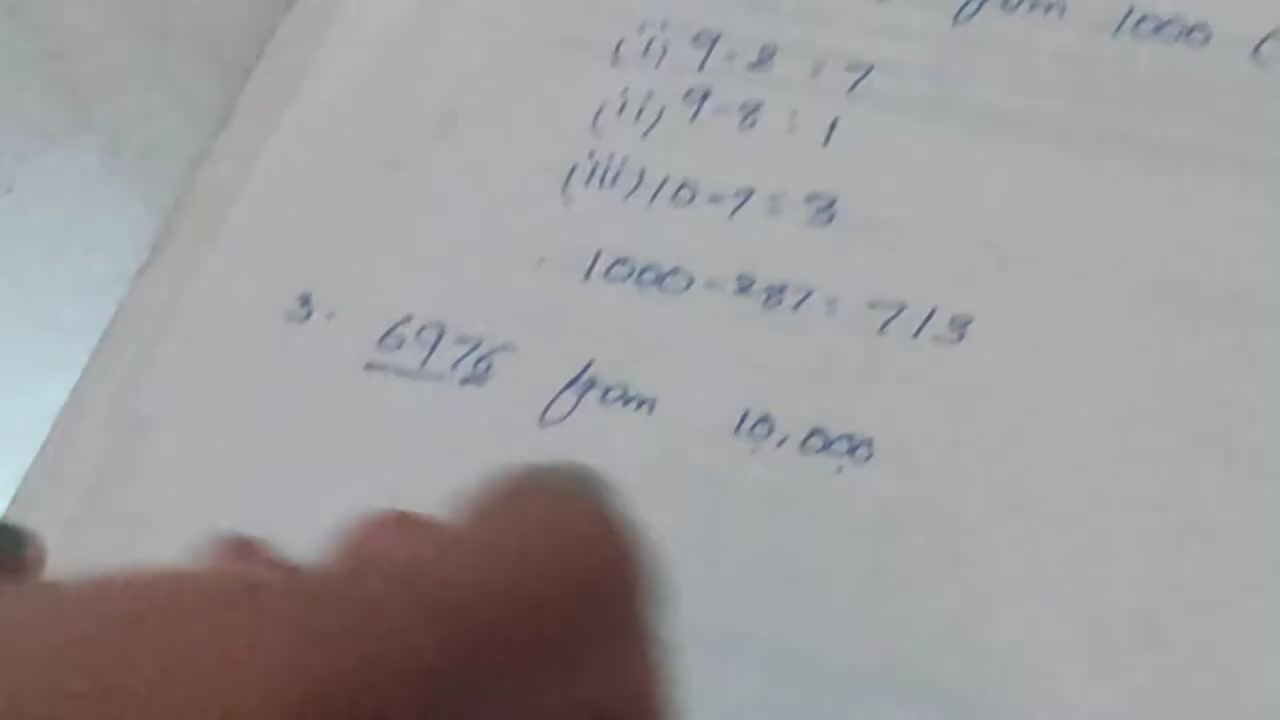 from 1000 (
(i) 9-2 = 7
(ii) 9-8 = 1
(iii) 10-7 = 3
1000-287 = 713
3. 6976 from 10,000